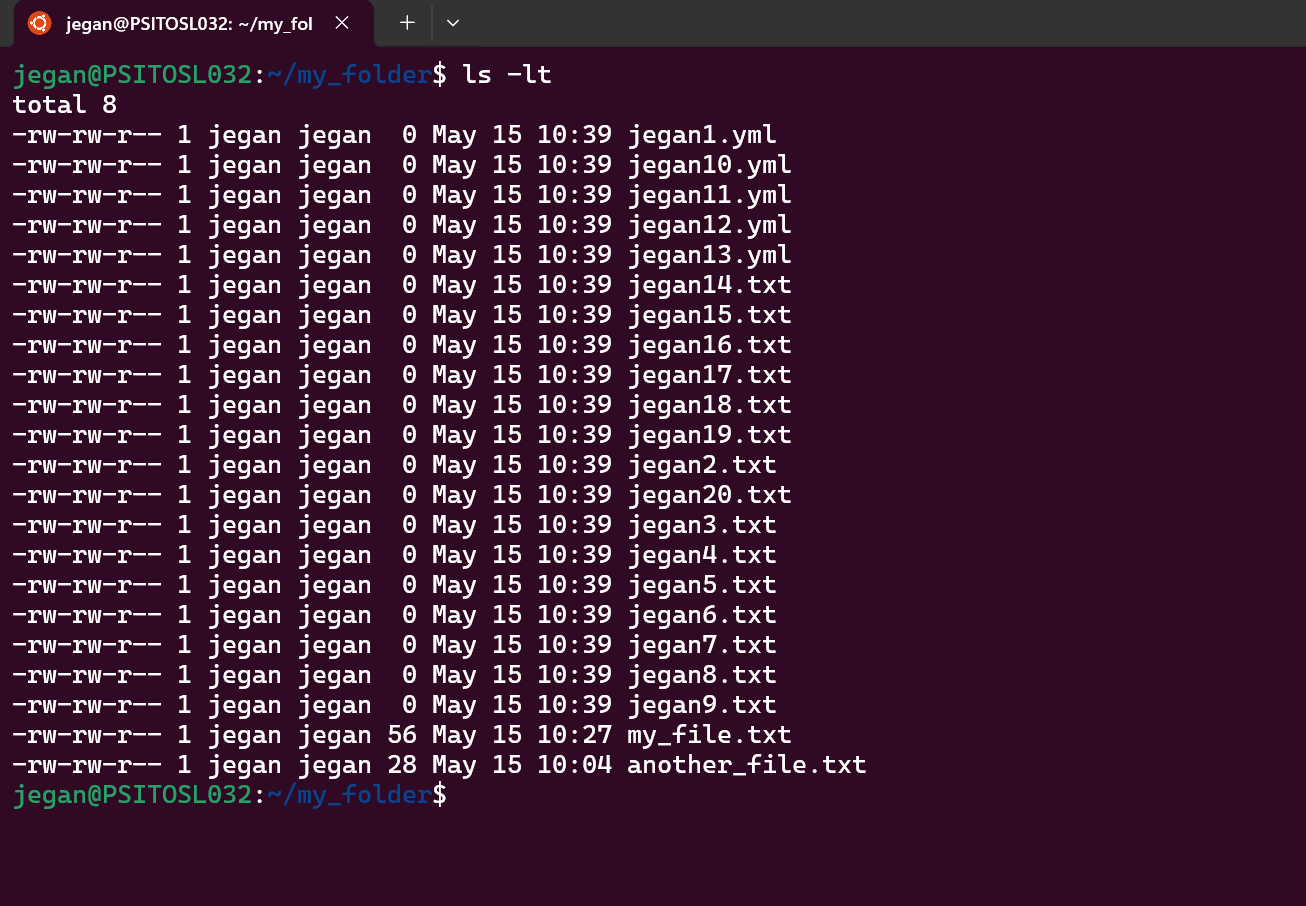 jegan@PSITOSL032: ~/my_fol
jegan@PSITOSL032:~/my_folder$ ls -lt
total 8
-rw-rw-r-- 1 jegan jegan  0 May 15 10:39 jegan1.yml
-rw-rw-r-- 1 jegan jegan  0 May 15 10:39 jegan10.yml
-rw-rw-r-- 1 jegan jegan  0 May 15 10:39 jegan11.yml
-rw-rw-r-- 1 jegan jegan  0 May 15 10:39 jegan12.yml
-rw-rw-r-- 1 jegan jegan  0 May 15 10:39 jegan13.yml
-rw-rw-r-- 1 jegan jegan  0 May 15 10:39 jegan14.txt
-rw-rw-r-- 1 jegan jegan  0 May 15 10:39 jegan15.txt
-rw-rw-r-- 1 jegan jegan  0 May 15 10:39 jegan16.txt
-rw-rw-r-- 1 jegan jegan  0 May 15 10:39 jegan17.txt
-rw-rw-r-- 1 jegan jegan  0 May 15 10:39 jegan18.txt
-rw-rw-r-- 1 jegan jegan  0 May 15 10:39 jegan19.txt
-rw-rw-r-- 1 jegan jegan  0 May 15 10:39 jegan2.txt
-rw-rw-r-- 1 jegan jegan  0 May 15 10:39 jegan20.txt
-rw-rw-r-- 1 jegan jegan  0 May 15 10:39 jegan3.txt
-rw-rw-r-- 1 jegan jegan  0 May 15 10:39 jegan4.txt
-rw-rw-r-- 1 jegan jegan  0 May 15 10:39 jegan5.txt
-rw-rw-r-- 1 jegan jegan  0 May 15 10:39 jegan6.txt
-rw-rw-r-- 1 jegan jegan  0 May 15 10:39 jegan7.txt
-rw-rw-r-- 1 jegan jegan  0 May 15 10:39 jegan8.txt
-rw-rw-r-- 1 jegan jegan  0 May 15 10:39 jegan9.txt
-rw-rw-r-- 1 jegan jegan 56 May 15 10:27 my_file.txt
-rw-rw-r-- 1 jegan jegan 28 May 15 10:04 another_file.txt
jegan@PSITOSL032:~/my_folder$